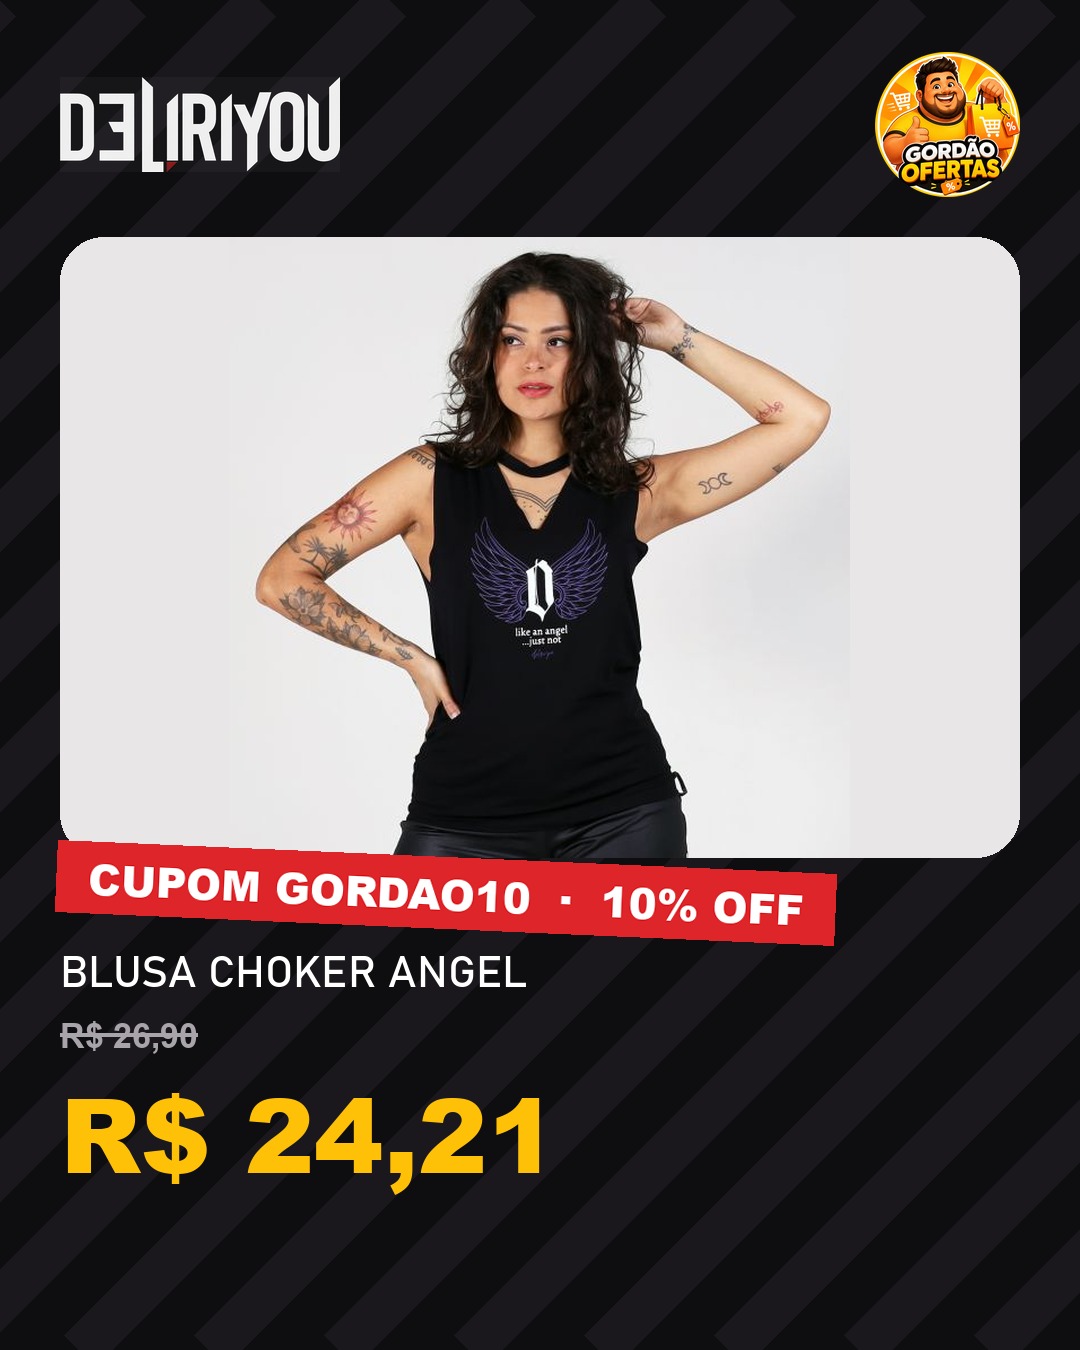 DELIRIYOU
GORDÃO
OFERTAS
%
%
D
like an angel
...just not
CUPOM GORDAO10 · 10% OFF
BLUSA CHOKER ANGEL
R$ 26,90
R$ 24,21